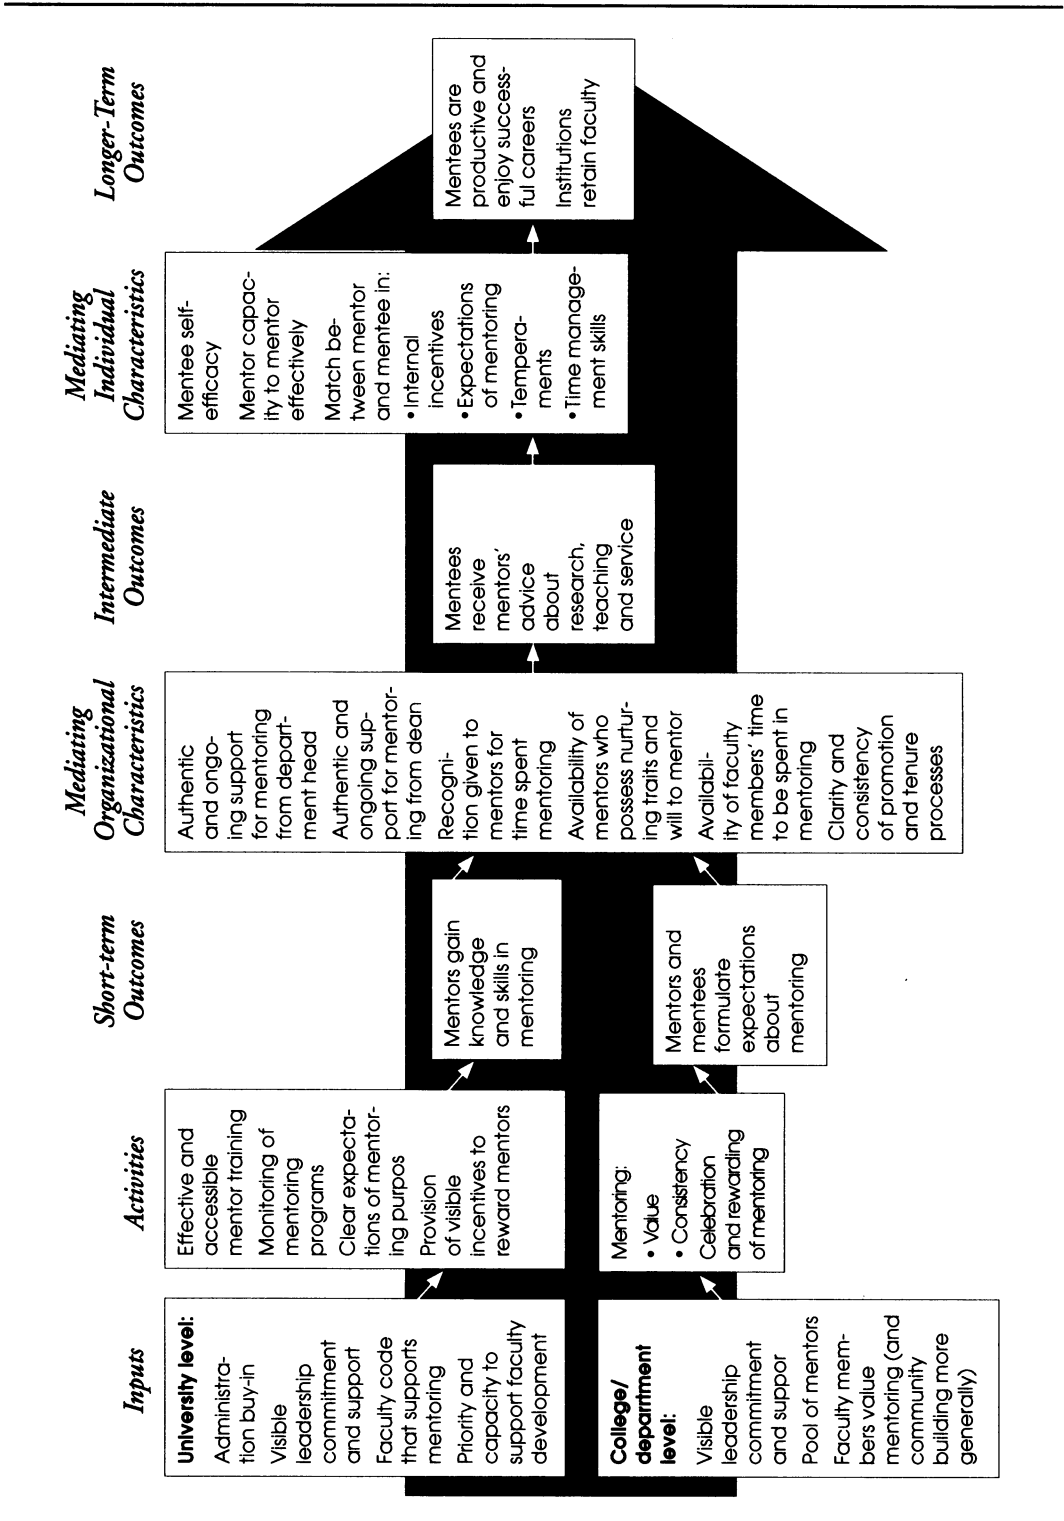 Inputs
University level:
Administra-
tion buy-in
Visible
leadership
commitment
and support
Faculty code
that supports
mentoring
Priority and
capacity to
support faculty
development
College/
department
level:
Visible
leadership
commitment
and suppor
Pool of mentors
Faculty mem-
bers value
mentoring (and
community
building more
generally)
Activities
Effective and
accessible
mentor training
Monitoring of
mentoring
programs
Clear expecta-
tions of mentor-
ing purpos
Provision
of visible
incentives to
reward mentors
Mentoring:
• Value
• Consistency
Celebration
and rewarding
of mentoring
Short-term
Outcomes
Mentors gain
knowledge
and skills in
mentoring
Mentors and
mentees
formulate
expectations
about
mentoring
Mediating
Organizational
Characteristics
Authentic
and ongo-
ing support
for mentoring
from depart-
ment head
Authentic and
ongoing sup-
port for mentor-
ing from dean
Recogni-
tion given to
mentors for
time spent
mentoring
Availability of
mentors who
possess nurtur-
ing traits and
will to mentor
Availabil-
ity of faculty
members' time
to be spent in
mentoring
Clarity and
consistency
of promotion
and tenure
processes
Intermediate
Outcomes
Mentees
receive
mentors'
advice
about
research,
teaching
and service
Mediating
Individual
Characteristics
Mentee self-
efficacy
Mentor capac-
ity to mentor
effectively
Match be-
tween mentor
and mentee in:
• Internal
incentives
• Expectations
of mentoring
• Tempera-
ments
• Time manage-
ment skills
Longer-Term
Outcomes
Mentees are
productive and
enjoy success-
ful careers
Institutions
retain faculty